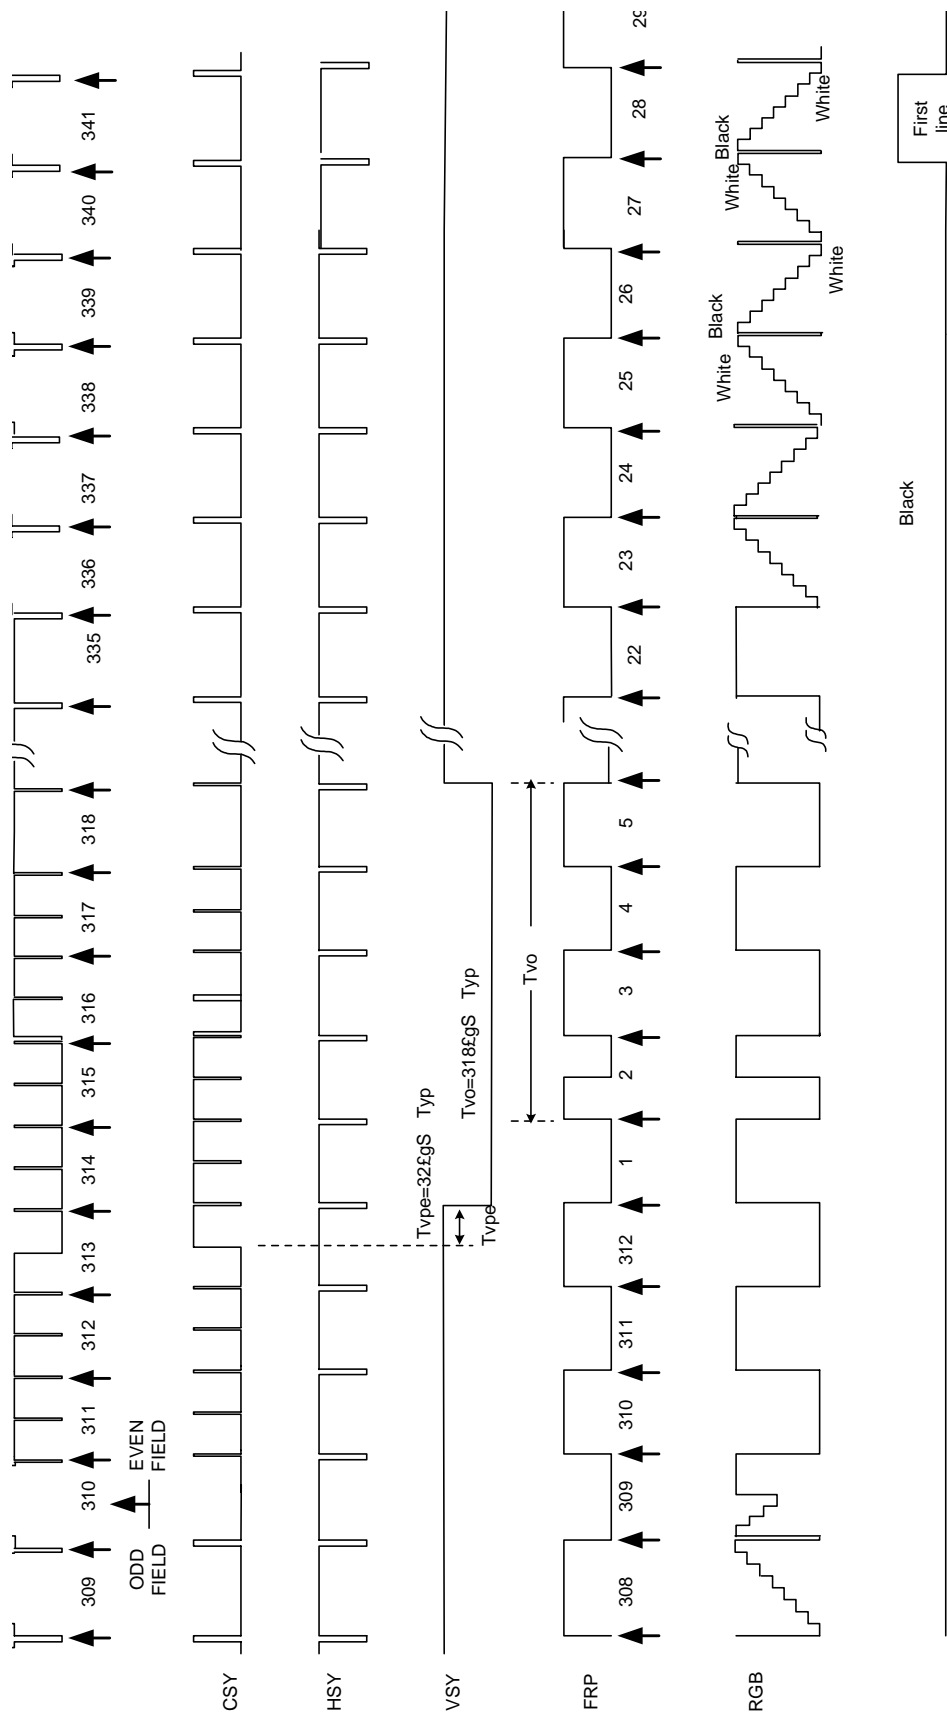 309 310 311 312 313 314 315 316 317 318 335 336 337 338 339 340 341
ODD
FIELD
EVEN
FIELD
CSY
HSY
VSY
Tvpe=32£gS Typ
Tvo=318£gS Typ
Tvpe
Tvo
FRP
308 309 310 311 312 1 2 3 4 5 22 23 24 25 26 27 28 29
RGB
White
Black
White
White
Black
White
Black
First
line